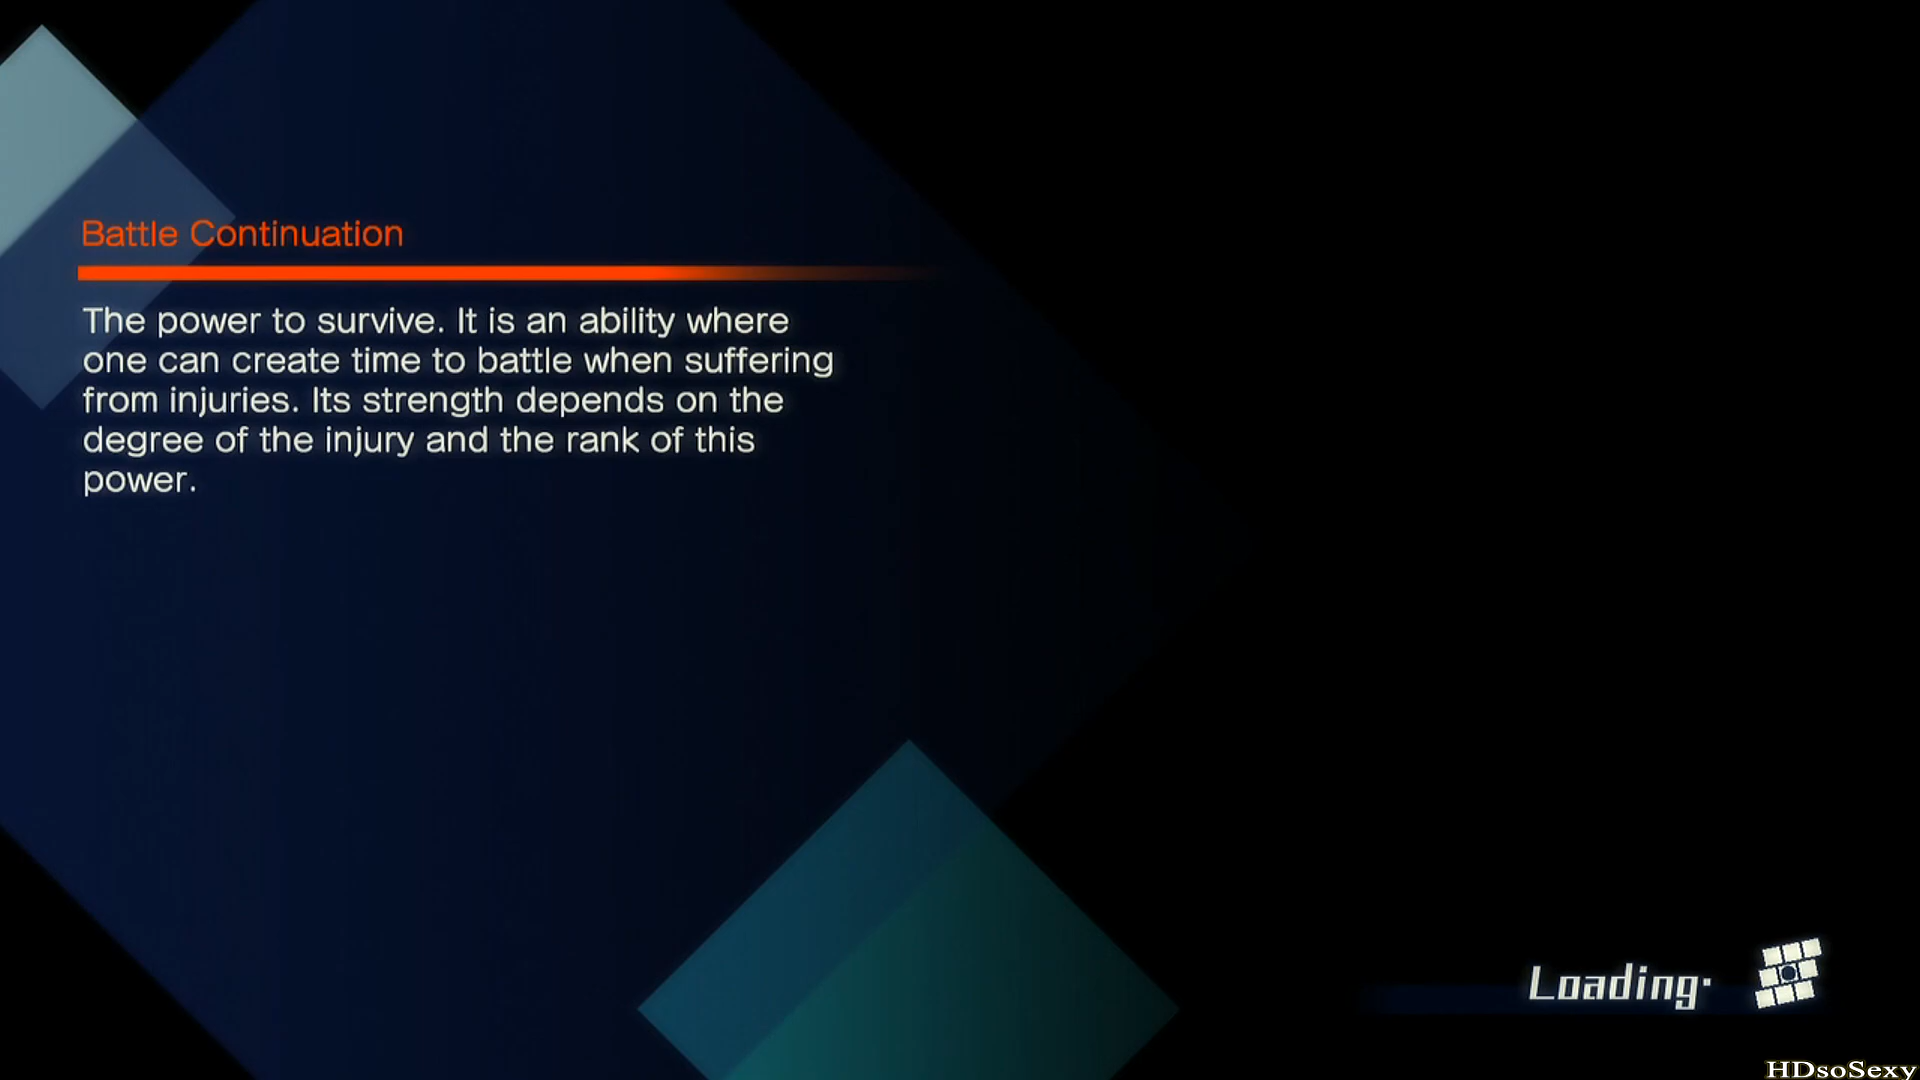 Battle Continuation
The power to survive. It is an ability where
one can create time to battle when suffering
from injuries. Its strength depends on the
degree of the injury and the rank of this
power.
Loading·
HDsoSexy